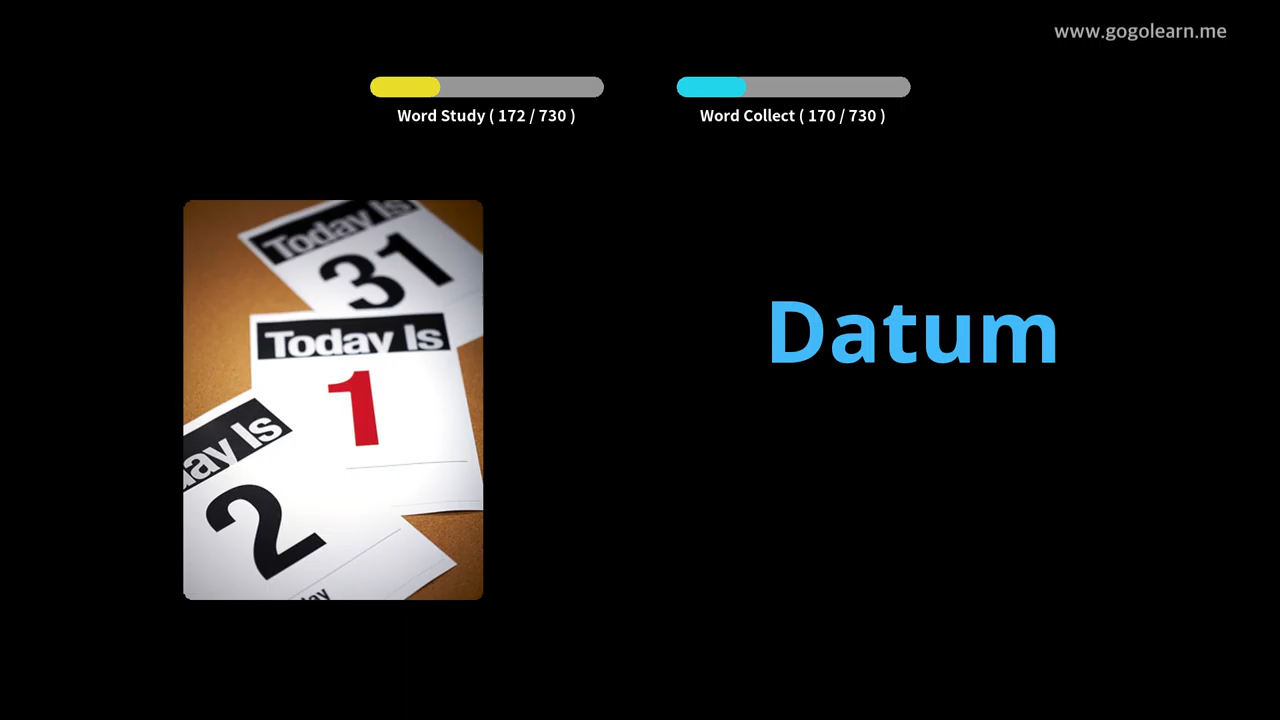 www.gogolearn.me
Word Study ( 172 / 730 )
Word Collect ( 170 / 730 )
Today Is
31
Today Is
1
ay Is
2
day
Datum